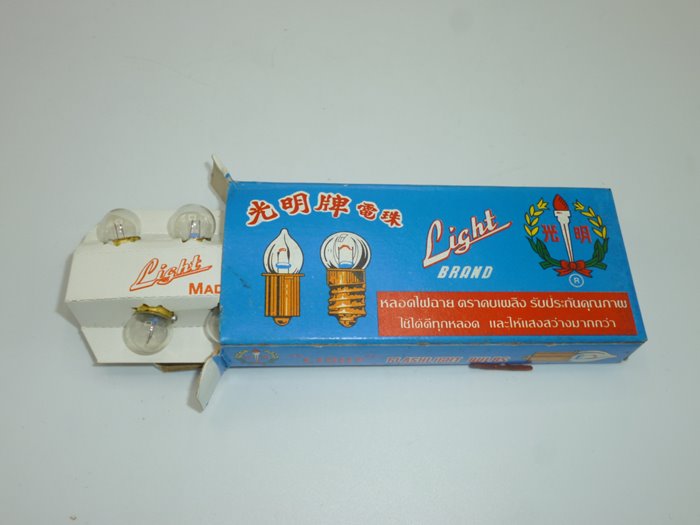 光明牌電珠
Light
BRAND
光明
®
หลอดไฟฉาย ตราคบเพลิง รับประกันคุณภาพ
ใช้ได้ดีทุกหลอด และให้แสงสว่างมากกว่า
Light
MAD
"LIGHT" FLASHLIGHT BULBS